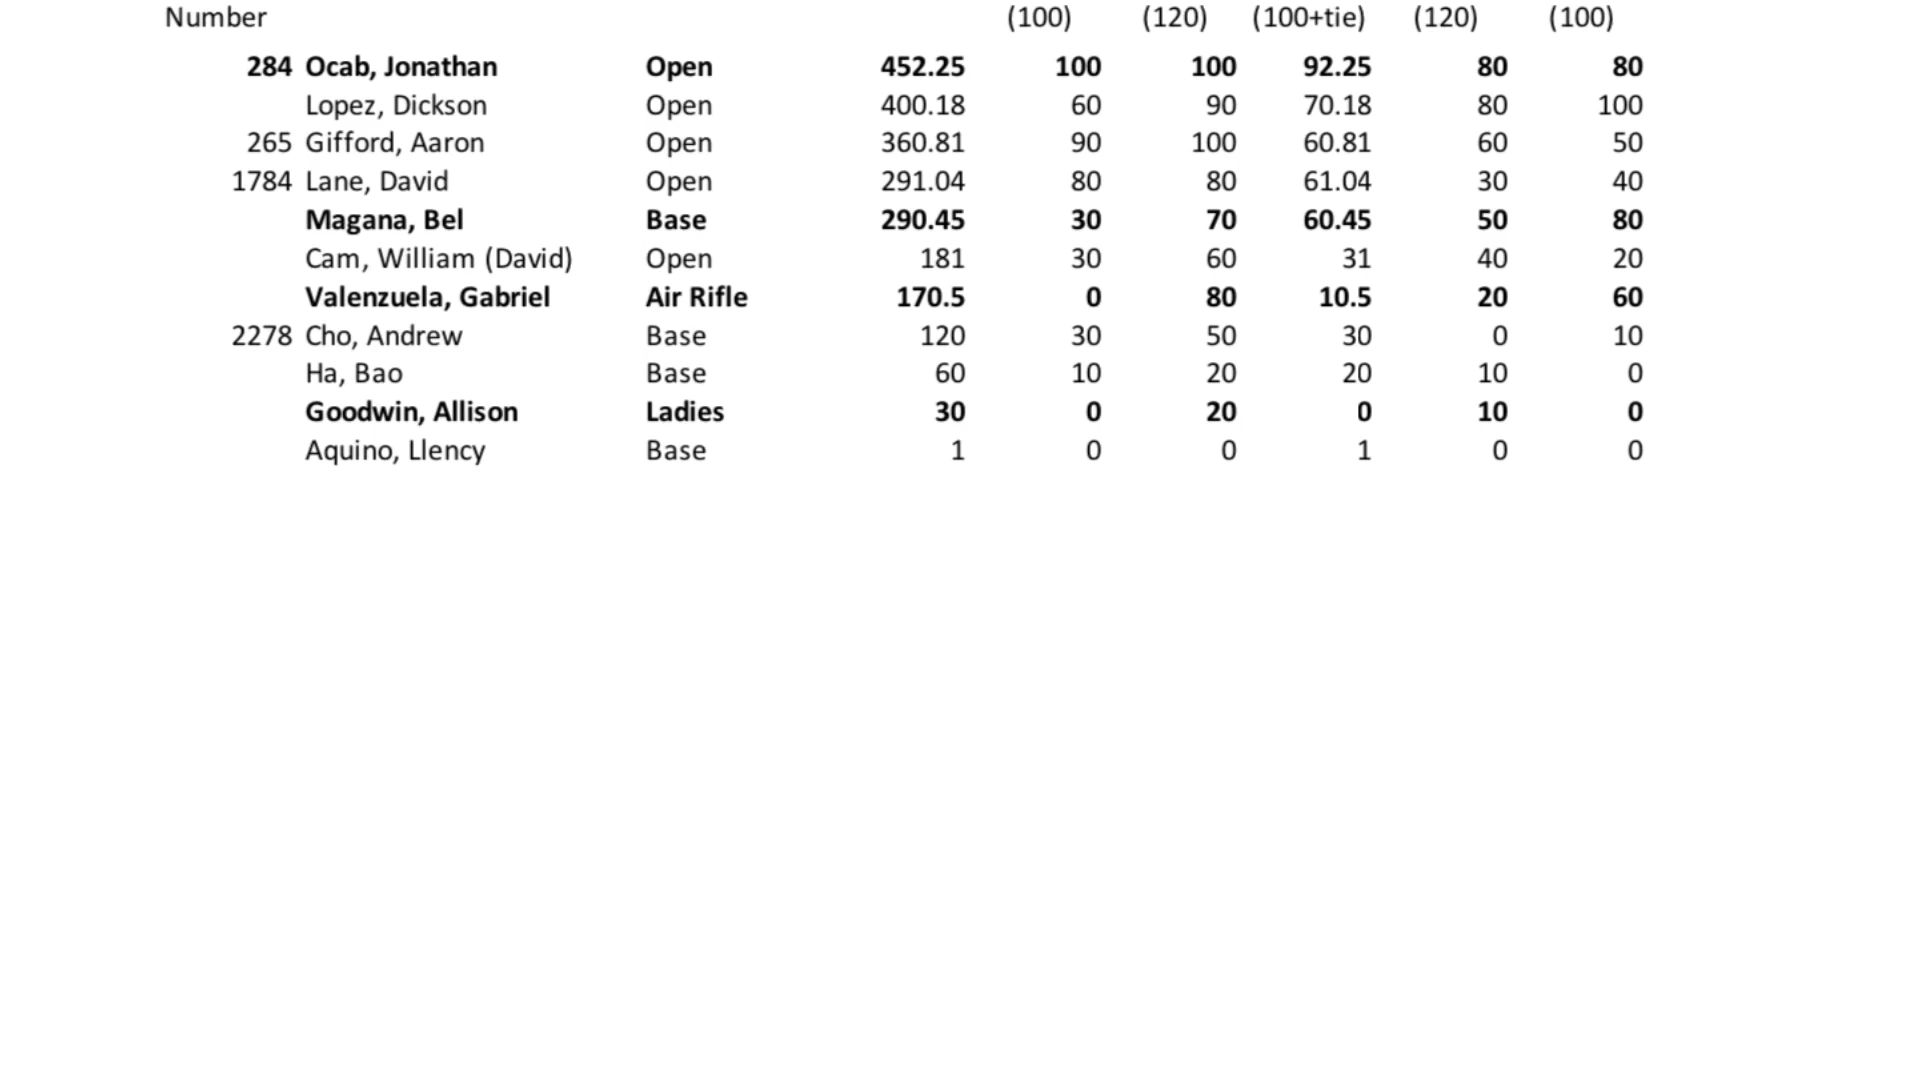 Number (100) (120) (100+tie) (120) (100)
284 Ocab, Jonathan Open 452.25 100 100 92.25 80 80
Lopez, Dickson Open 400.18 60 90 70.18 80 100
265 Gifford, Aaron Open 360.81 90 100 60.81 60 50
1784 Lane, David Open 291.04 80 80 61.04 30 40
Magana, Bel Base 290.45 30 70 60.45 50 80
Cam, William (David) Open 181 30 60 31 40 20
Valenzuela, Gabriel Air Rifle 170.5 0 80 10.5 20 60
2278 Cho, Andrew Base 120 30 50 30 0 10
Ha, Bao Base 60 10 20 20 10 0
Goodwin, Allison Ladies 30 0 20 0 10 0
Aquino, Llency Base 1 0 0 1 0 0